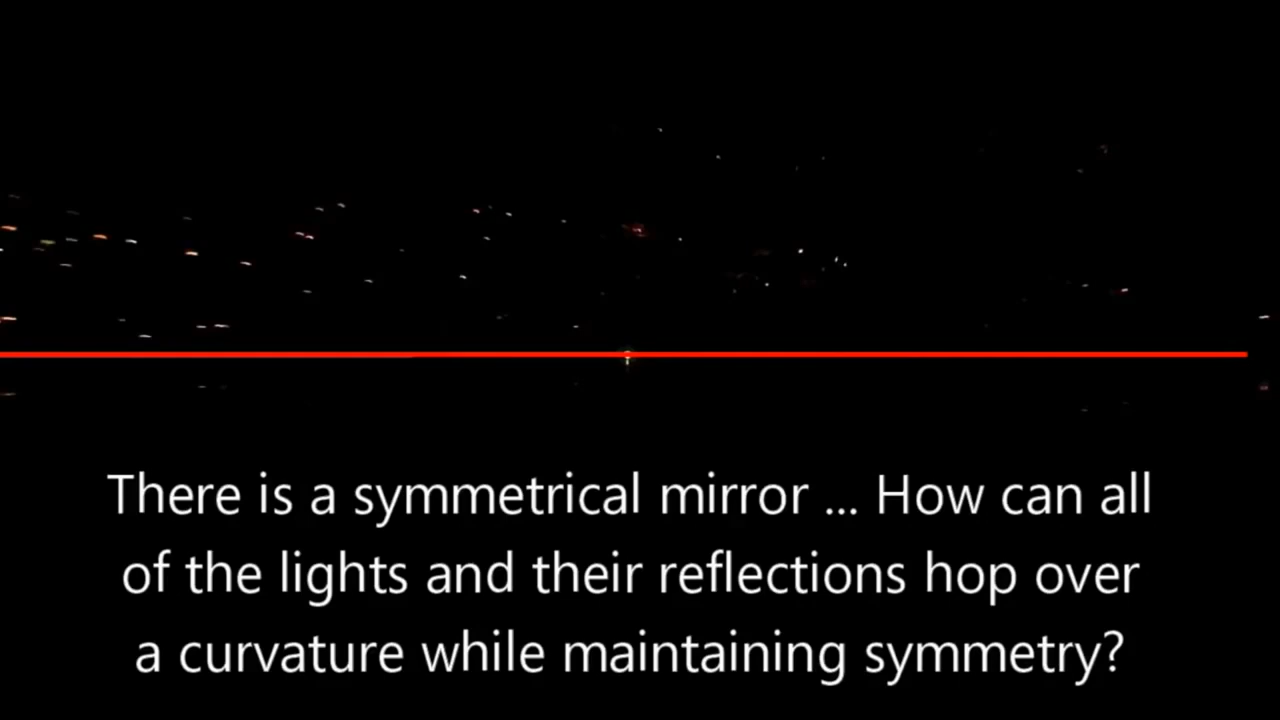 There is a symmetrical mirror ... How can all
of the lights and their reflections hop over
a curvature while maintaining symmetry?